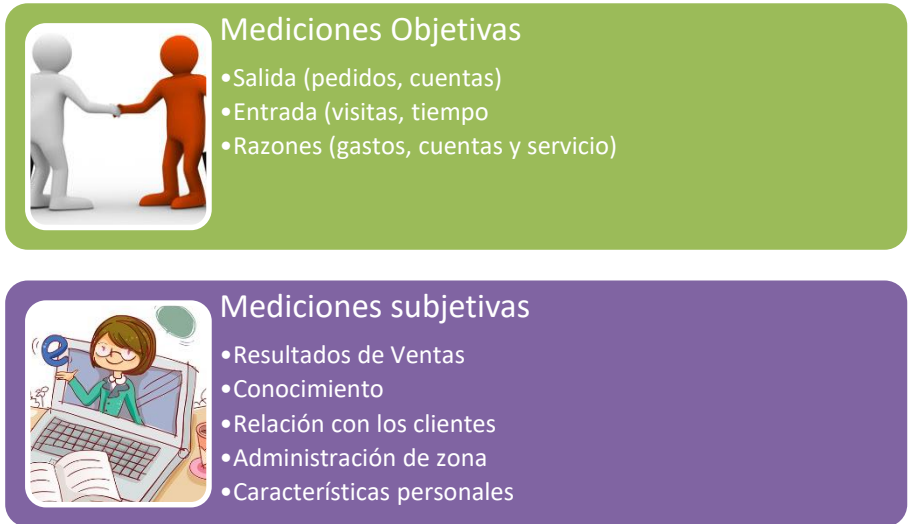 Mediciones Objetivas
•Salida (pedidos, cuentas)
•Entrada (visitas, tiempo
•Razones (gastos, cuentas y servicio)
Mediciones subjetivas
e
•Resultados de Ventas
•Conocimiento
•Relación con los clientes
•Administración de zona
•Características personales